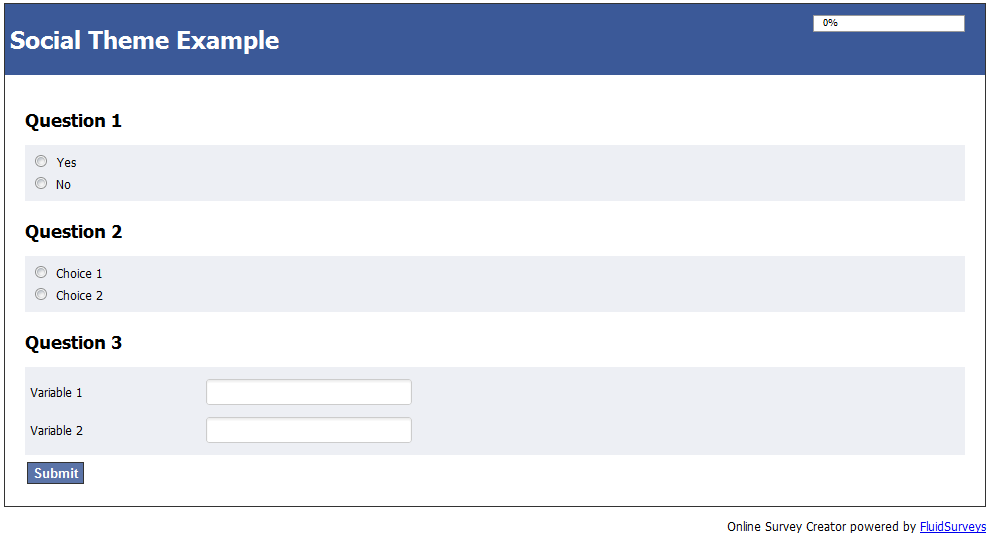 Social Theme Example
0%
Question 1
Yes
No
Question 2
Choice 1
Choice 2
Question 3
Variable 1
Variable 2
Submit
Online Survey Creator powered by FluidSurveys